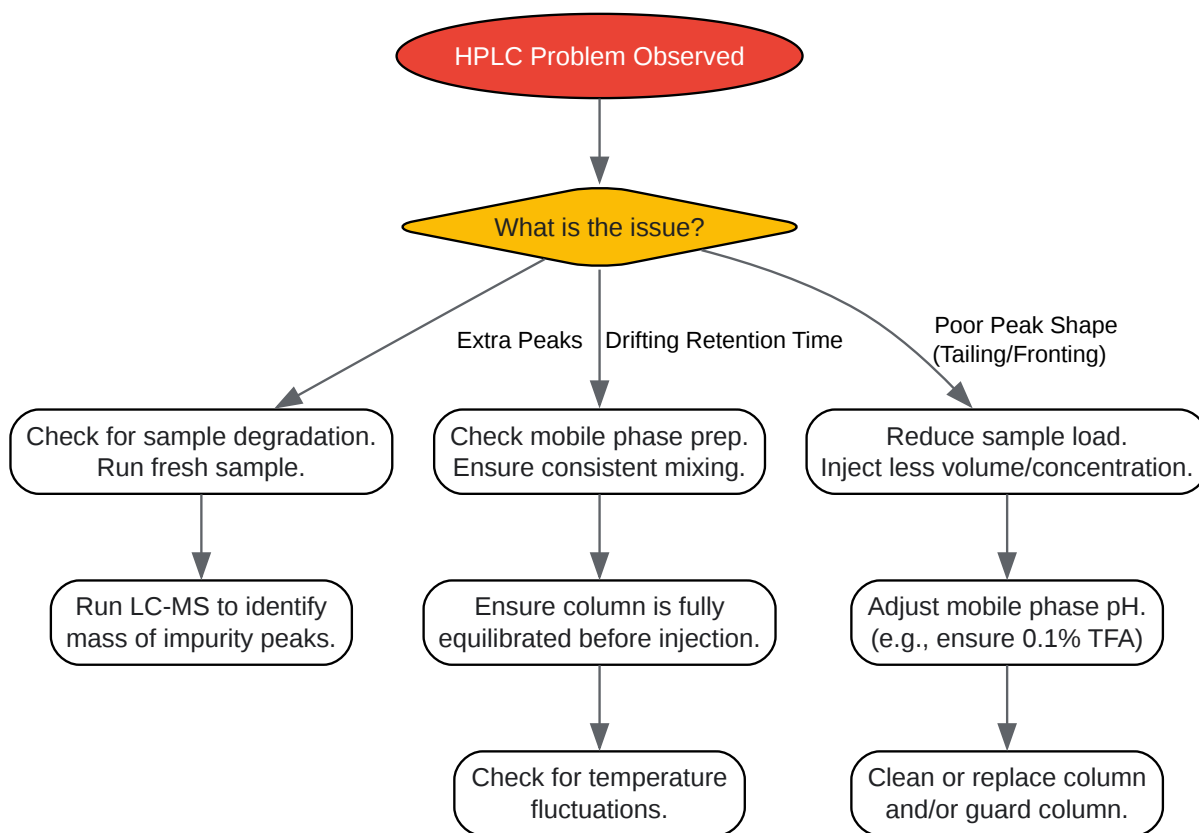 HPLC Problem Observed
What is the issue?
Extra Peaks
Drifting Retention Time
Poor Peak Shape
(Tailing/Fronting)
Check for sample degradation.
Run fresh sample.
Check mobile phase prep.
Ensure consistent mixing.
Reduce sample load.
Inject less volume/concentration.
Run LC-MS to identify
mass of impurity peaks.
Ensure column is fully
equilibrated before injection.
Adjust mobile phase pH.
(e.g., ensure 0.1% TFA)
Check for temperature
fluctuations.
Clean or replace column
and/or guard column.